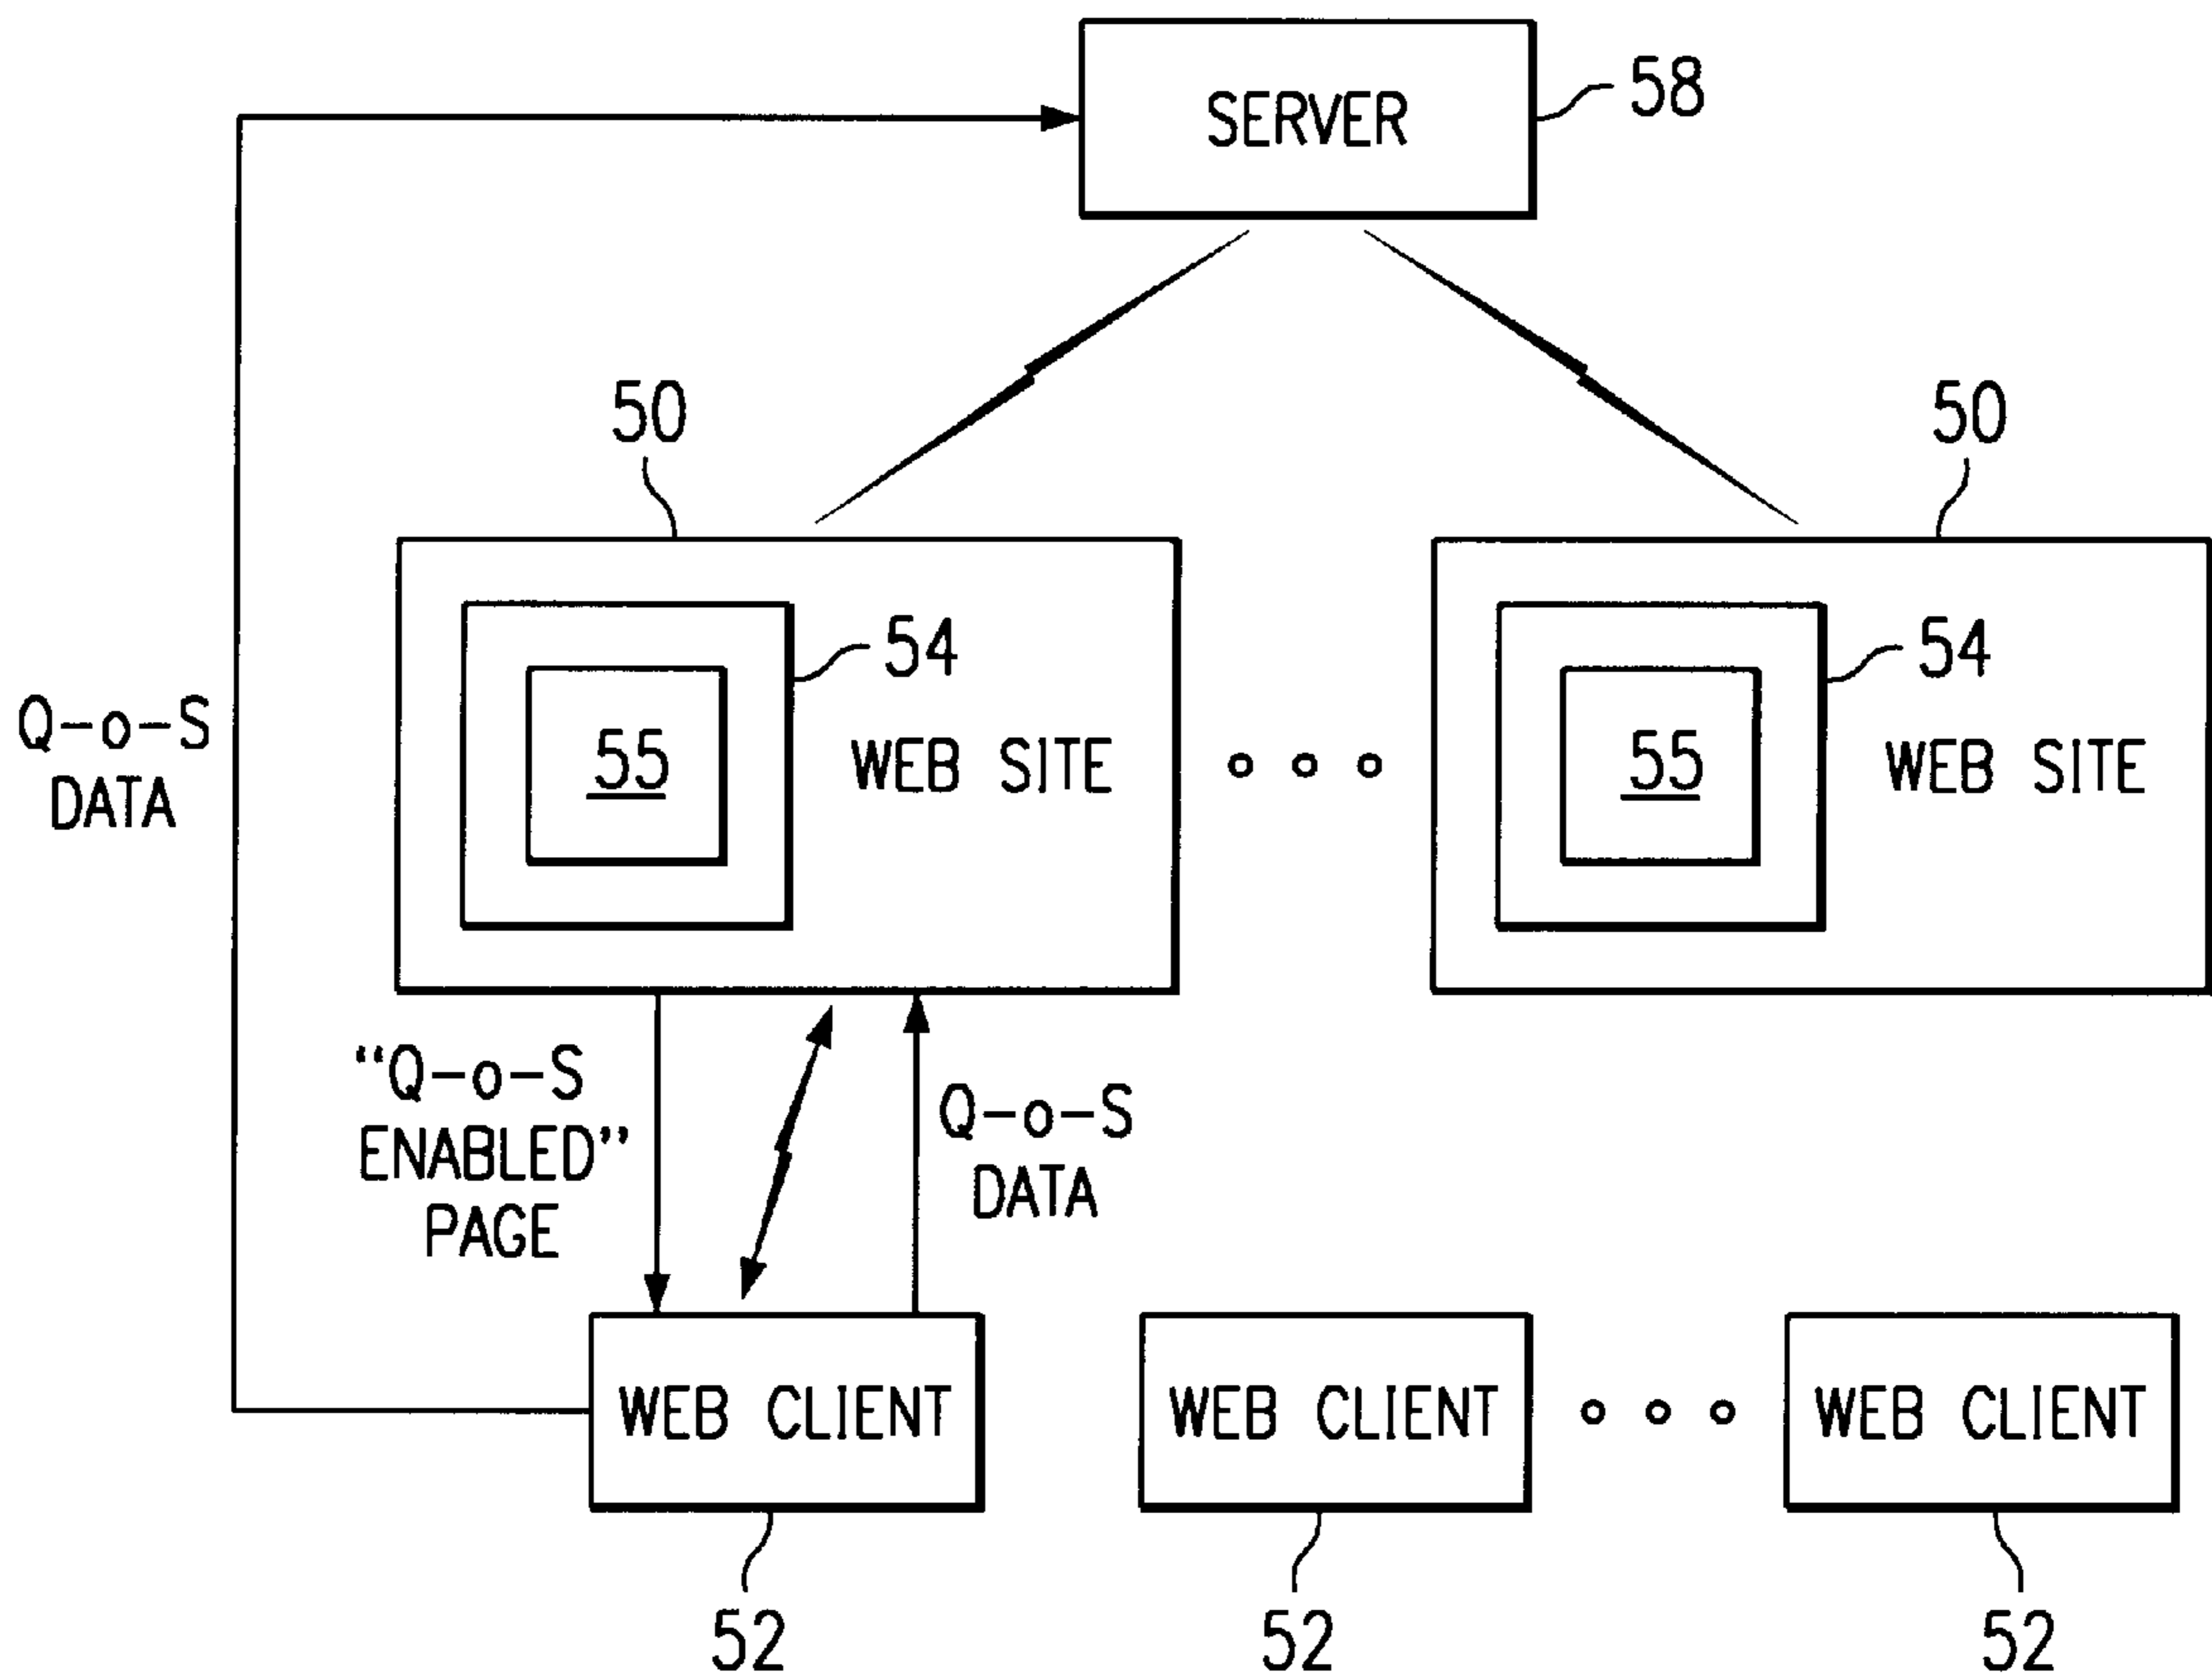 SERVER
58
50
50
54
54
Q-o-S
DATA
55
WEB SITE
55
WEB SITE
“Q-o-S
ENABLED”
PAGE
Q-o-S
DATA
WEB CLIENT
WEB CLIENT
WEB CLIENT
52
52
52